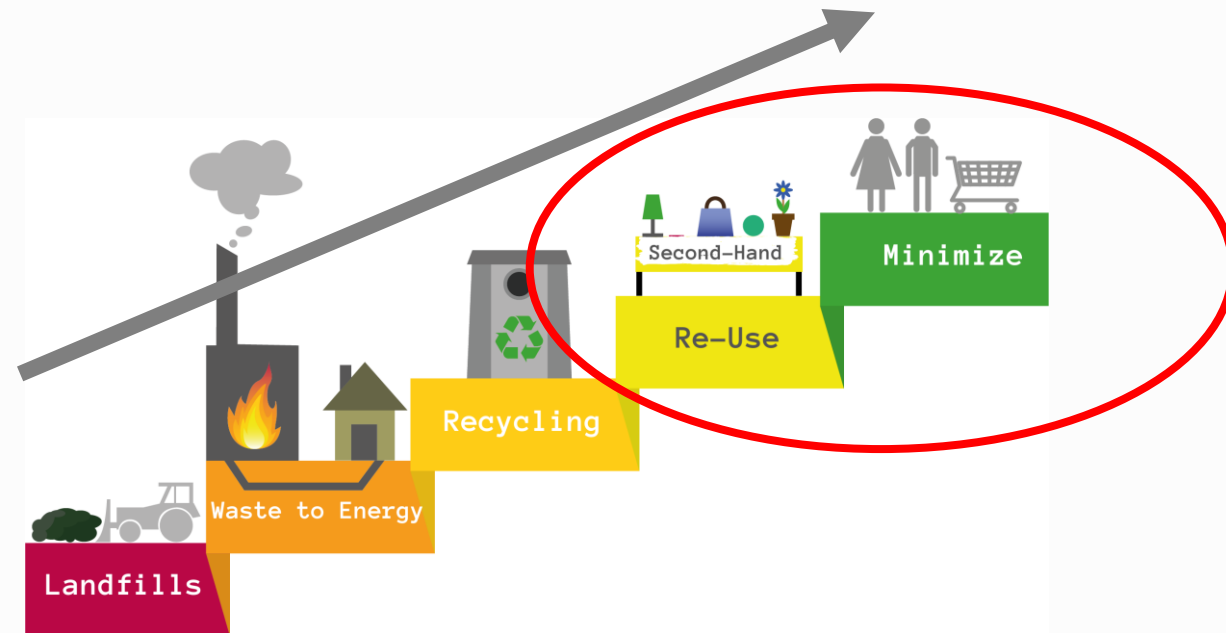 Second-Hand
Minimize
Re-Use
Recycling
Waste to Energy
Landfills